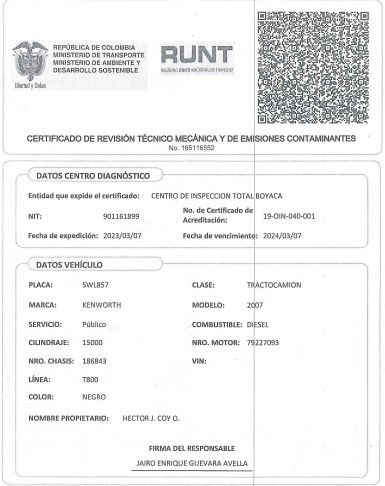 REPÚBLICA DE COLOMBIA
MINISTERIO DE TRANSPORTE
MINISTERIO DE AMBIENTE Y
DESARROLLO SOSTENIBLE
Libertad y Orden
RUNT
REGISTRO ÚNICO NACIONAL DE TRÁNSITO
CERTIFICADO DE REVISIÓN TÉCNICO MECÁNICA Y DE EMISIONES CONTAMINANTES
No. 165116552
DATOS CENTRO DIAGNÓSTICO
Entidad que expide el certificado: CENTRO DE INSPECCION TOTAL BOYACA
NIT: 901161899 No. de Certificado de Acreditación: 19-OIN-040-001
Fecha de expedición: 2023/03/07 Fecha de vencimiento: 2024/03/07
DATOS VEHÍCULO
PLACA: SWL857 CLASE: TRACTOCAMION
MARCA: KENWORTH MODELO: 2007
SERVICIO: Público COMBUSTIBLE: DIESEL
CILINDRAJE: 15000 NRO. MOTOR: 79227093
NRO. CHASIS: 186843 VIN:
LÍNEA: T800
COLOR: NEGRO
NOMBRE PROPIETARIO: HECTOR J. COY O.
FIRMA DEL RESPONSABLE
JAIRO ENRIQUE GUEVARA AVELLA